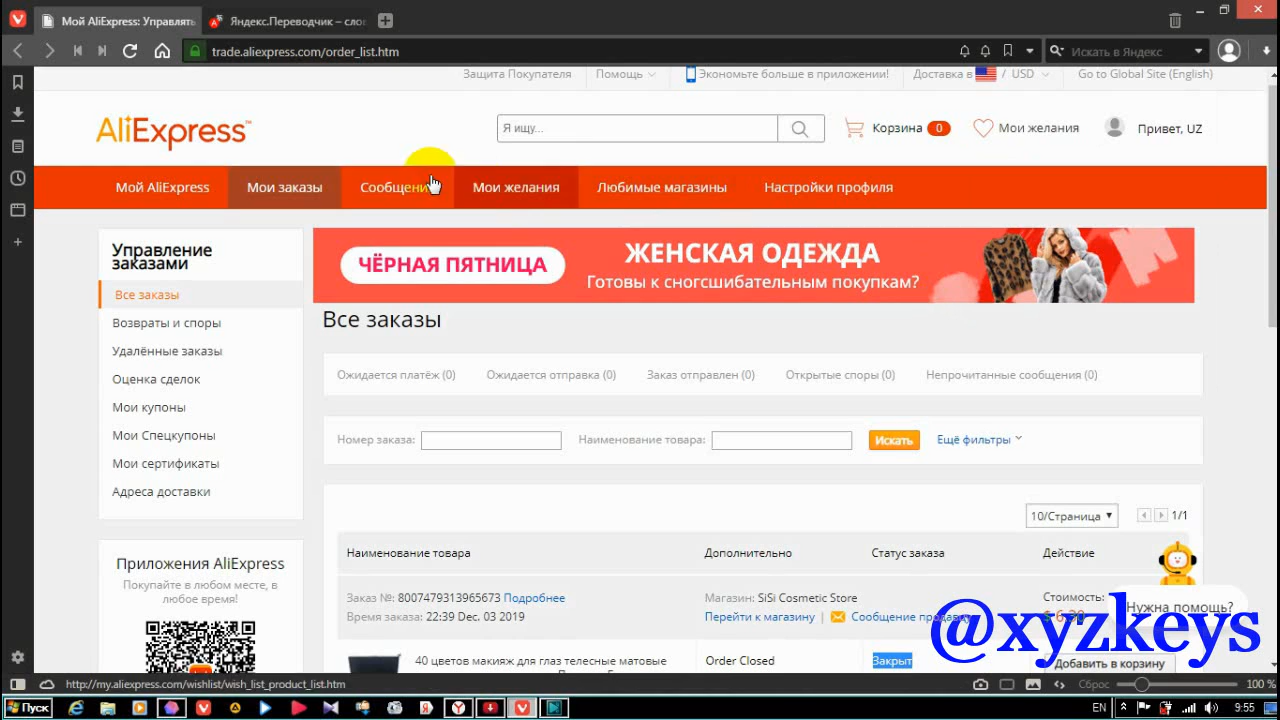 Мой AliExpress: Управлять
Яндекс.Переводчик – сло
trade.aliexpress.com/order_list.htm
Искать в Яндекс
Защита Покупателя
Помощь
Экономьте больше в приложении!
Доставка в / USD
Go to Global Site (English)
AliExpress™
Я ищу...
Корзина 0
Мои желания
Привет, UZ
Мой AliExpress
Мои заказы
Сообщения
Мои желания
Любимые магазины
Настройки профиля
Управление
заказами
Все заказы
Возвраты и споры
Удалённые заказы
Оценка сделок
Мои купоны
Мои Спецкупоны
Мои сертификаты
Адреса доставки
Приложения AliExpress
Покупайте в любом месте, в
любое время!
ЧЁРНАЯ ПЯТНИЦА
ЖЕНСКАЯ ОДЕЖДА
Готовы к сногсшибательным покупкам?
Все заказы
Ожидается платёж (0)
Ожидается отправка (0)
Заказ отправлен (0)
Открытые споры (0)
Непрочитанные сообщения (0)
Номер заказа:
Наименование товара:
Искать
Ещё фильтры
10/Страница
1/1
Наименование товара
Дополнительно
Статус заказа
Действие
Заказ №: 8007479313965673 Подробнее
Время заказа: 22:39 Dec. 03 2019
Магазин: SiSi Cosmetic Store
Перейти к магазину | Сообщение продавцу
Стоимость:
$ 6.30
Нужна помощь?
@xyzkeys
40 цветов макияж для глаз телесные матовые
Order Closed
Закрыт
Добавить в корзину
http://my.aliexpress.com/wishlist/wish_list_product_list.htm
Сброс
100 %
Пуск
EN
9:55